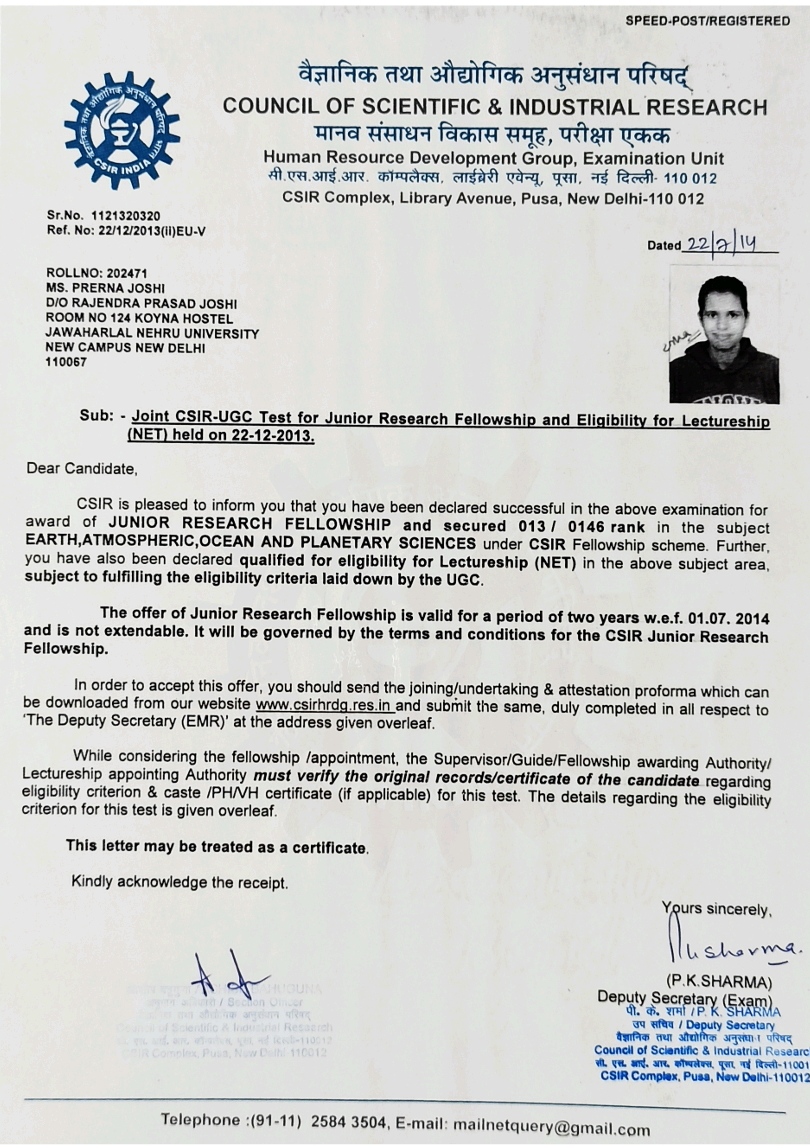 SPEED-POST/REGISTERED
वैज्ञानिक तथा औद्योगिक अनुसंधान परिषद्
COUNCIL OF SCIENTIFIC & INDUSTRIAL RESEARCH
मानव संसाधन विकास समूह, परीक्षा एकक
Human Resource Development Group, Examination Unit
सी.एस.आई.आर. कॉम्पलैक्स, लाईब्रेरी एवेन्यू, पूसा, नई दिल्ली- 110 012
CSIR Complex, Library Avenue, Pusa, New Delhi-110 012
CSIR INDIA
Sr.No. 1121320320
Ref. No: 22/12/2013(ii)EU-V
Dated 22/7/14
ROLLNO: 202471
MS. PRERNA JOSHI
D/O RAJENDRA PRASAD JOSHI
ROOM NO 124 KOYNA HOSTEL
JAWAHARLAL NEHRU UNIVERSITY
NEW CAMPUS NEW DELHI
110067
Sub: - Joint CSIR-UGC Test for Junior Research Fellowship and Eligibility for Lectureship
(NET) held on 22-12-2013.
Dear Candidate,
CSIR is pleased to inform you that you have been declared successful in the above examination for
award of JUNIOR RESEARCH FELLOWSHIP and secured 013 / 0146 rank in the subject
EARTH,ATMOSPHERIC,OCEAN AND PLANETARY SCIENCES under CSIR Fellowship scheme. Further,
you have also been declared qualified for eligibility for Lectureship (NET) in the above subject area,
subject to fulfilling the eligibility criteria laid down by the UGC.
The offer of Junior Research Fellowship is valid for a period of two years w.e.f. 01.07. 2014
and is not extendable. It will be governed by the terms and conditions for the CSIR Junior Research
Fellowship.
In order to accept this offer, you should send the joining/undertaking & attestation proforma which can
be downloaded from our website www.csirhrdg.res.in and submit the same, duly completed in all respect to
'The Deputy Secretary (EMR)' at the address given overleaf.
While considering the fellowship /appointment, the Supervisor/Guide/Fellowship awarding Authority/
Lectureship appointing Authority must verify the original records/certificate of the candidate regarding
eligibility criterion & caste /PH/VH certificate (if applicable) for this test. The details regarding the eligibility
criterion for this test is given overleaf.
This letter may be treated as a certificate.
Kindly acknowledge the receipt.
Yours sincerely,
(P.K.SHARMA)
Deputy Secretary (Exam)
पी. के. शर्मा / P. K. SHARMA
उप सचिव / Deputy Secretary
वैज्ञानिक तथा औद्योगिक अनुसंधान परिषद्
Council of Scientific & Industrial Researc
सी. एस. आई. आर. कॉम्पलेक्स, पूसा, नई दिल्ली-11001
CSIR Complex, Pusa, New Delhi-110012
/ Section Officer
Council of Scientific & Industrial Research
CSIR Complex, Pusa, New Delhi 110012
Telephone :(91-11) 2584 3504, E-mail: mailnetquery@gmail.com